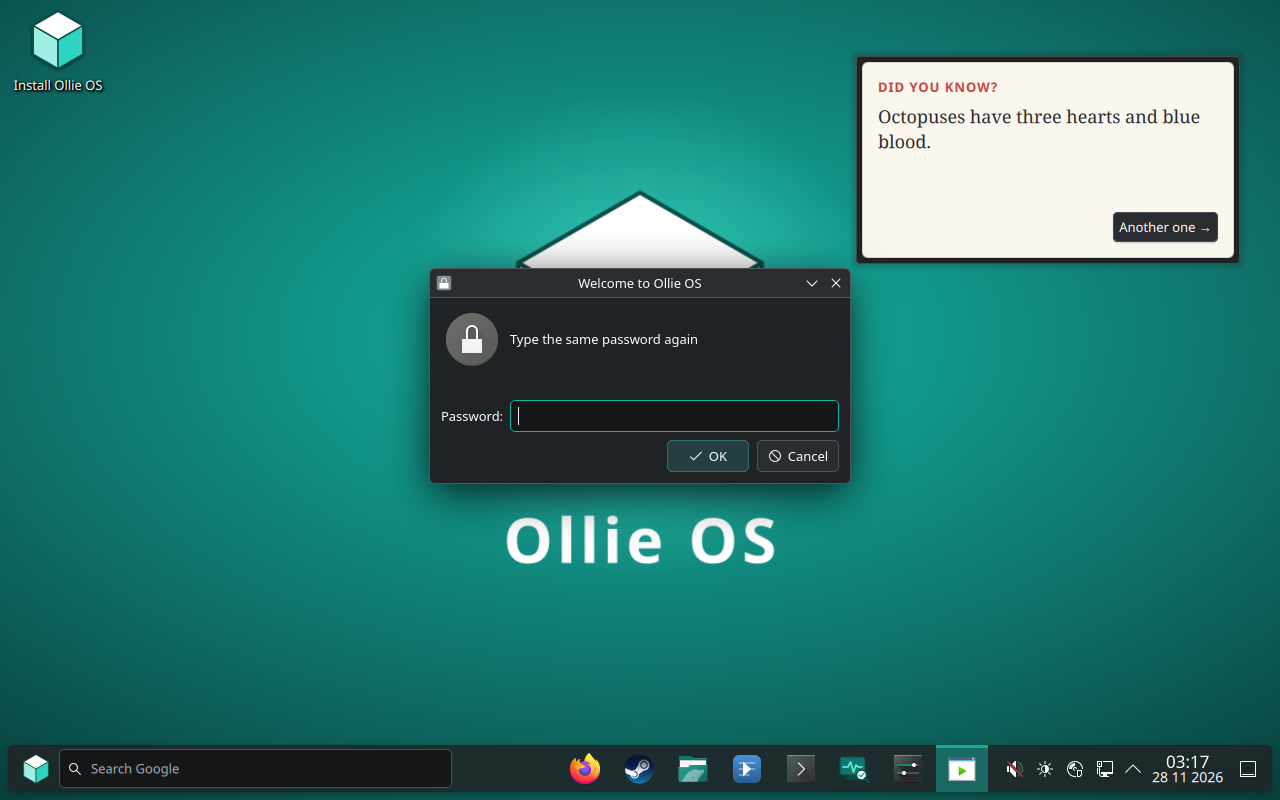 Install Ollie OS
DID YOU KNOW?
Octopuses have three hearts and blue
blood.
Another one →
Welcome to Ollie OS
Type the same password again
Password:
OK
Cancel
Ollie OS
Search Google
03:17
28 11 2026